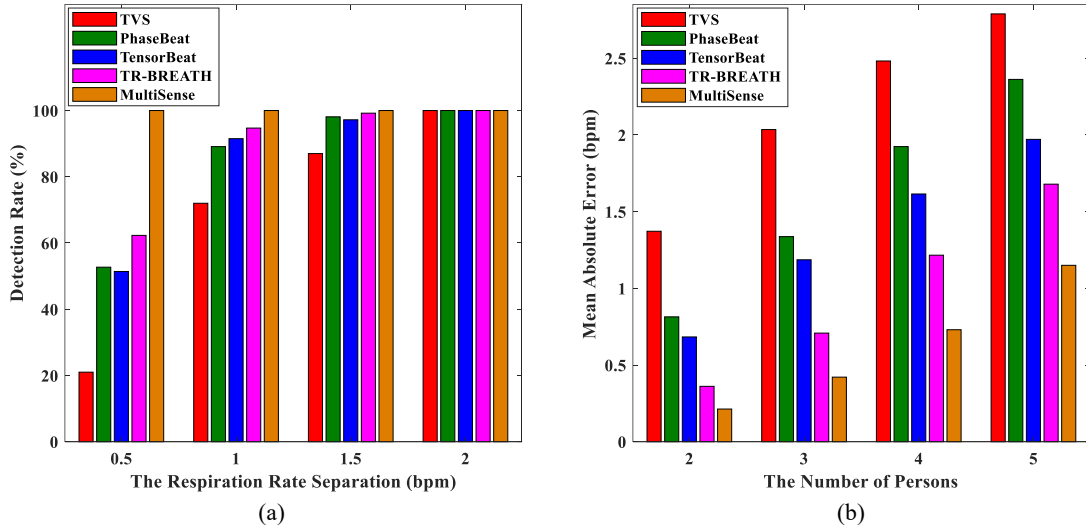 TVS
PhaseBeat
TensorBeat
TR-BREATH
MultiSense
100
80
60
40
20
0
Detection Rate (%)
0.5 1 1.5 2
The Respiration Rate Separation (bpm)
(a)
TVS
PhaseBeat
TensorBeat
TR-BREATH
MultiSense
2.5
2
1.5
1
0.5
0
Mean Absolute Error (bpm)
2 3 4 5
The Number of Persons
(b)